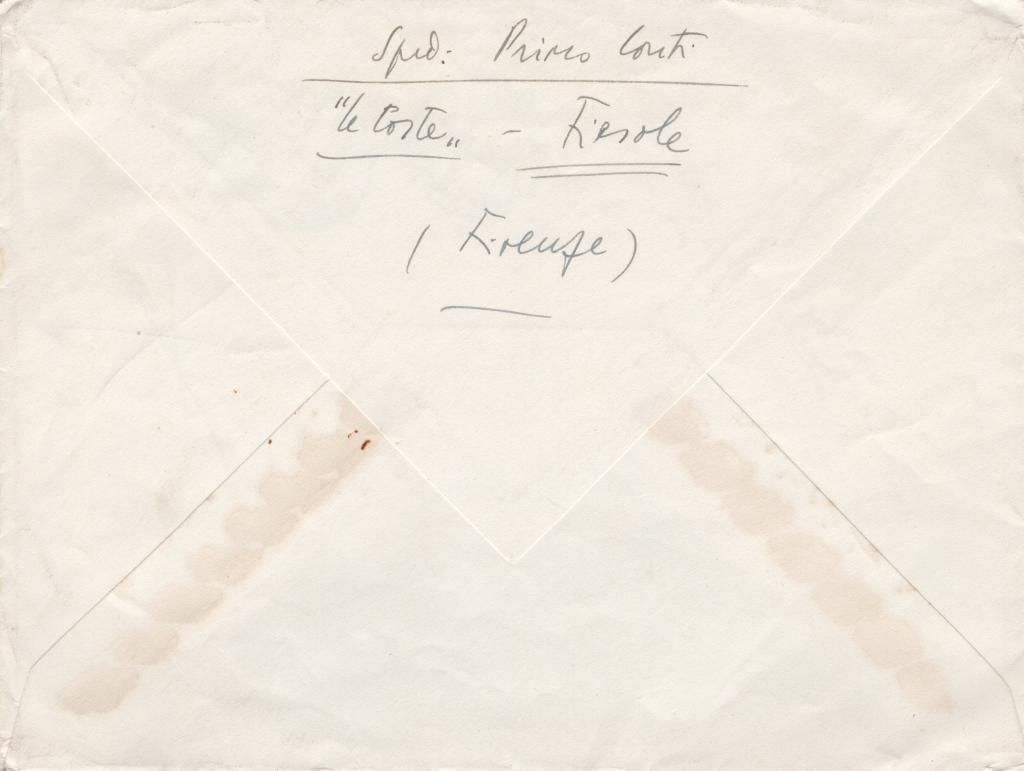 Sped: Primo Conti
"le Coste„ - Fiesole
(Firenze)